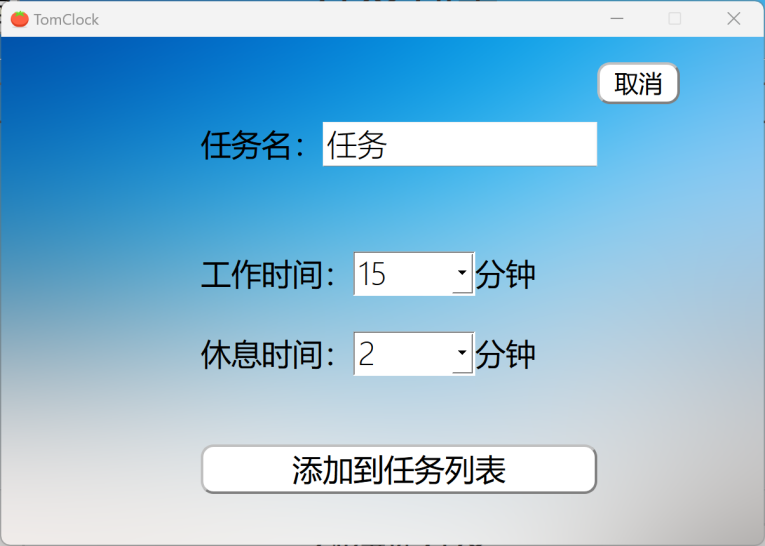 TomClock
取消
任务名：任务
工作时间：15分钟
休息时间：2分钟
添加到任务列表